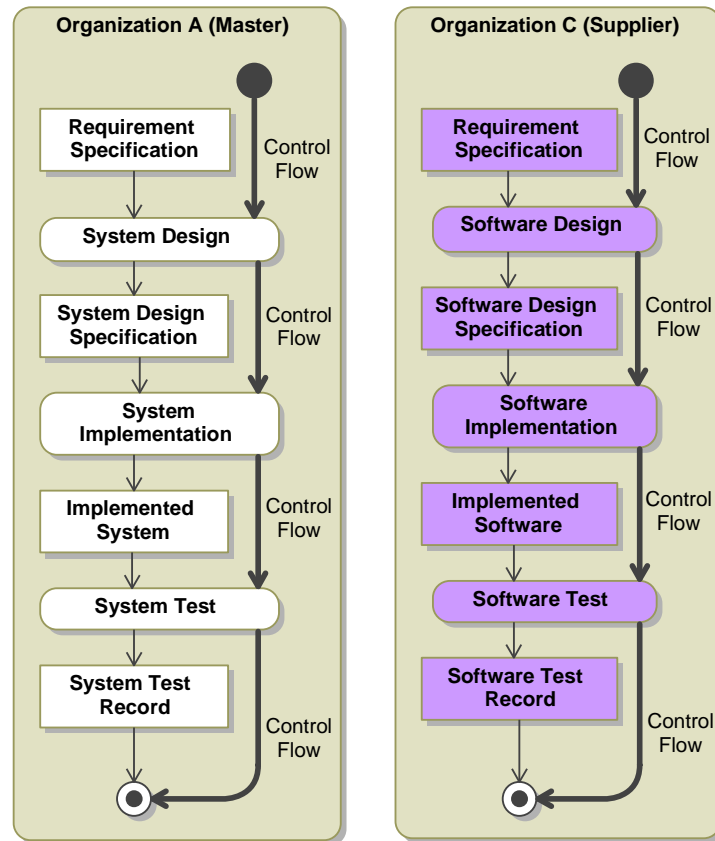 Organization A (Master)
Requirement
Specification
Control
Flow
System Design
System Design
Specification
Control
Flow
System
Implementation
Implemented
System
Control
Flow
System Test
System Test
Record
Control
Flow
Organization C (Supplier)
Requirement
Specification
Control
Flow
Software Design
Software Design
Specification
Control
Flow
Software
Implementation
Implemented
Software
Control
Flow
Software Test
Software Test
Record
Control
Flow